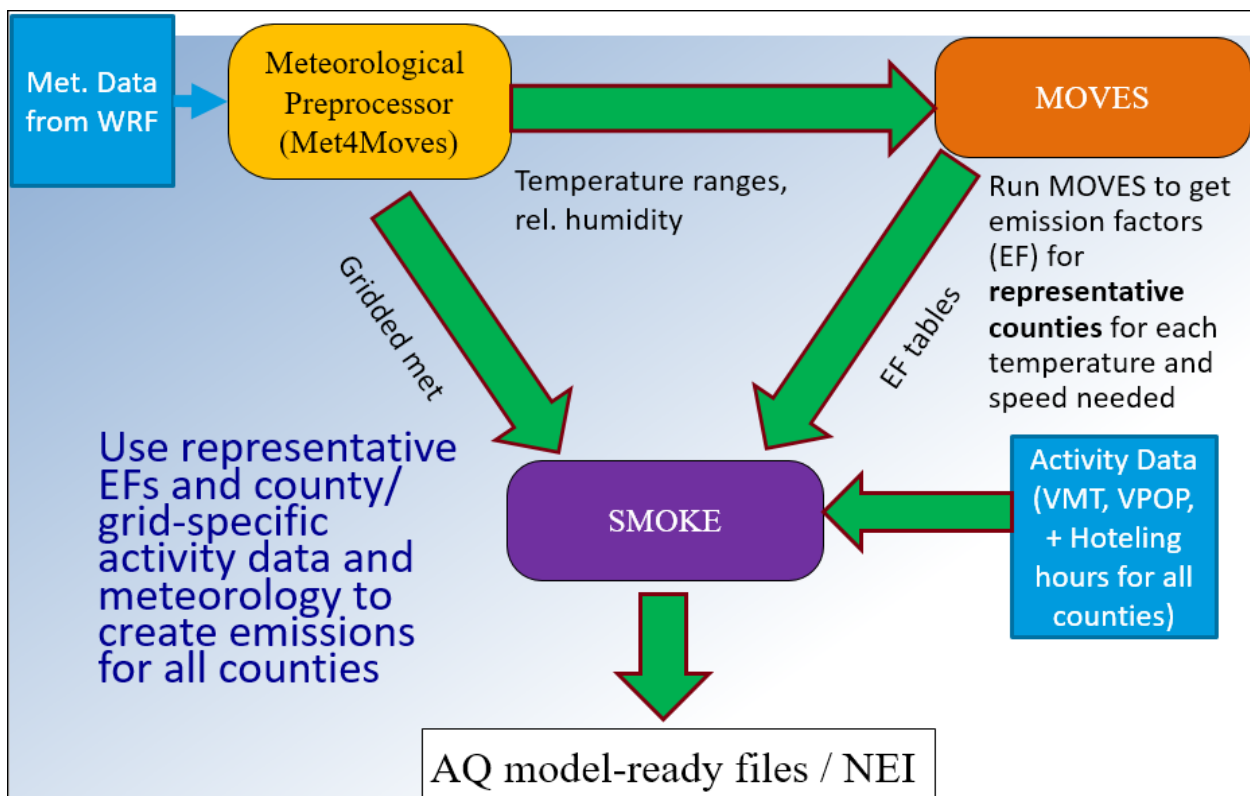 Met. Data
from WRF
Meteorological
Preprocessor
(Met4Moves)
MOVES
Temperature ranges,
rel. humidity
Run MOVES to get
emission factors
(EF) for
representative
counties for each
temperature and
speed needed
Gridded met
EF tables
Use representative
EFs and county/
grid-specific
activity data and
meteorology to
create emissions
for all counties
SMOKE
Activity Data
(VMT, VPOP,
+ Hoteling
hours for all
counties)
AQ model-ready files / NEI